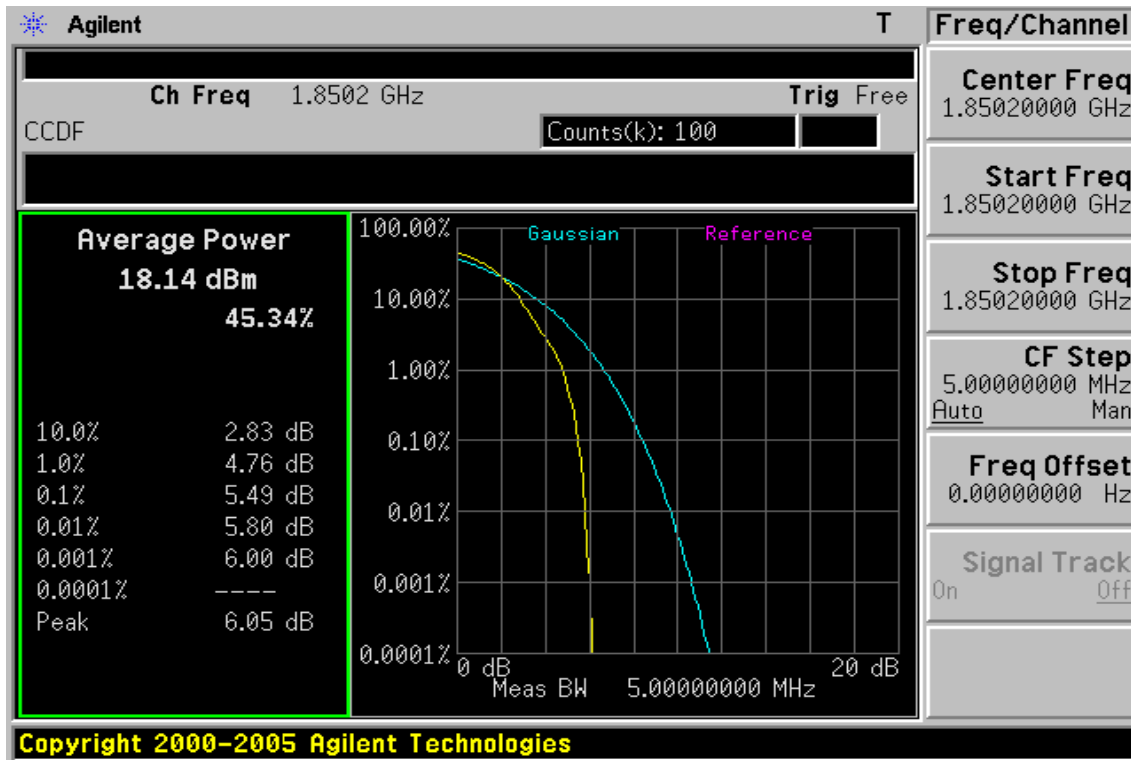 Agilent T
Ch Freq 1.8502 GHz Trig Free
CCDF Counts(k): 100
Average Power
18.14 dBm
45.34%
10.0% 2.83 dB
1.0% 4.76 dB
0.1% 5.49 dB
0.01% 5.80 dB
0.001% 6.00 dB
0.0001% ----
Peak 6.05 dB
Gaussian Reference
100.00%
10.00%
1.00%
0.10%
0.01%
0.001%
0.0001%
0 dB 20 dB
Meas BW 5.00000000 MHz
Freq/Channel
Center Freq
1.85020000 GHz
Start Freq
1.85020000 GHz
Stop Freq
1.85020000 GHz
CF Step
5.00000000 MHz
Auto Man
Freq Offset
0.00000000 Hz
Signal Track
On Off
Copyright 2000-2005 Agilent Technologies